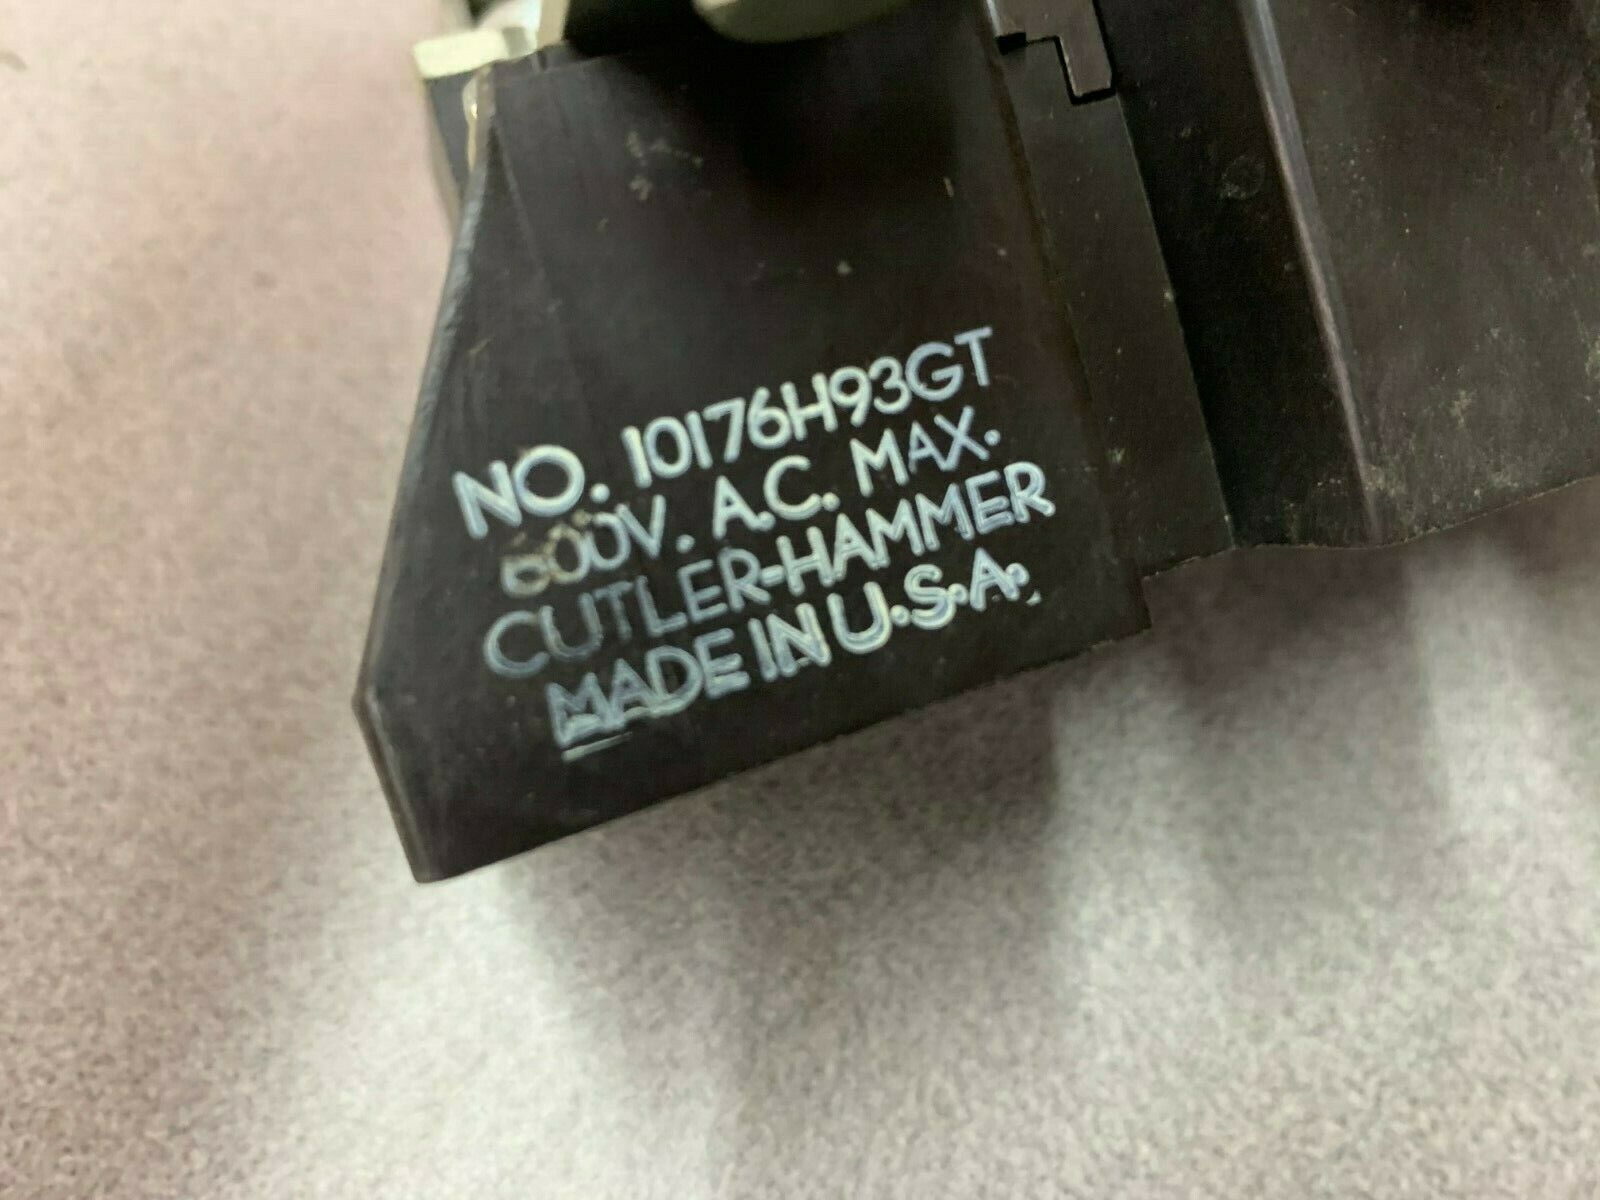 NO. 10176H93GT
600V. A.C. MAX.
CUTLER-HAMMER
MADE IN U.S.A.